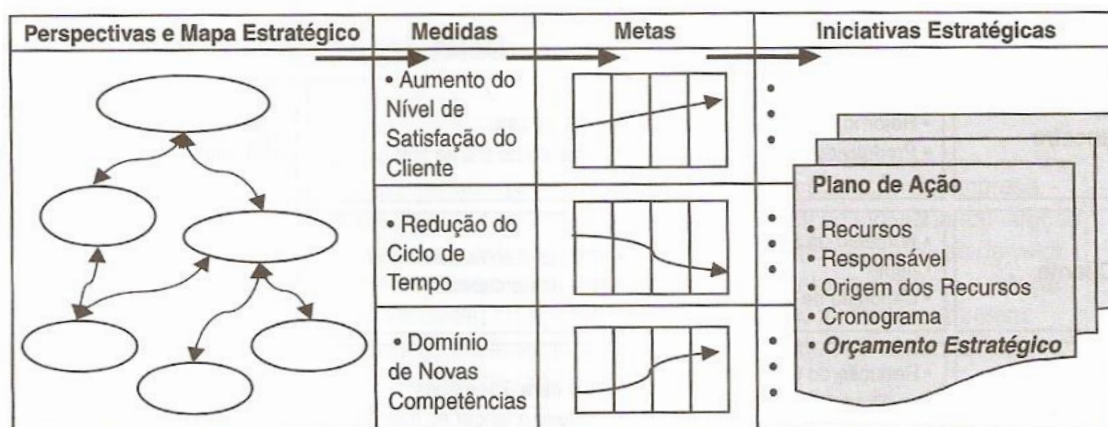 Perspectivas e Mapa Estratégico
Medidas
Metas
Iniciativas Estratégicas
• Aumento do
Nível de
Satisfação do
Cliente
• Redução do
Ciclo de
Tempo
• Domínio
de Novas
Competências
Plano de Ação
• Recursos
• Responsável
• Origem dos Recursos
• Cronograma
• Orçamento Estratégico